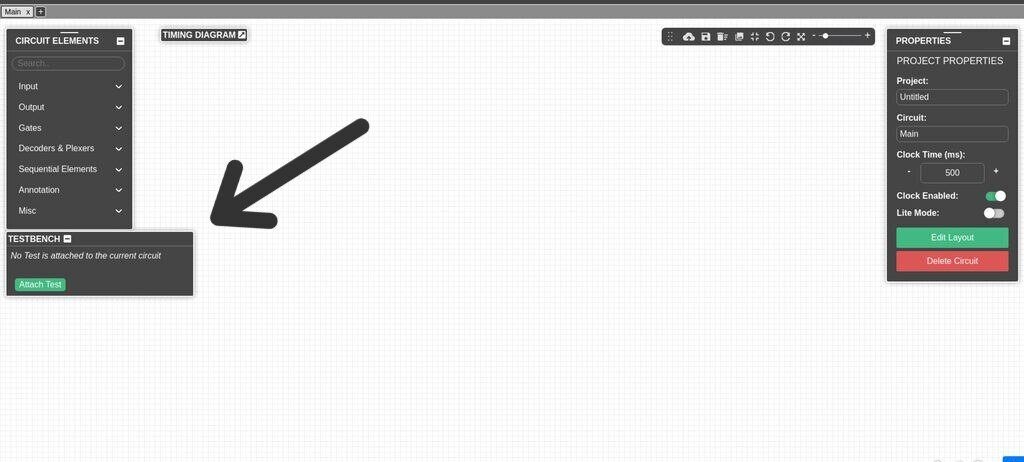 Main x +
CIRCUIT ELEMENTS
Search..
Input
Output
Gates
Decoders & Plexers
Sequential Elements
Annotation
Misc
TESTBENCH
No Test is attached to the current circuit
Attach Test
TIMING DIAGRAM
- +
PROPERTIES
PROJECT PROPERTIES
Project:
Untitled
Circuit:
Main
Clock Time (ms):
- 500 +
Clock Enabled:
Lite Mode:
Edit Layout
Delete Circuit